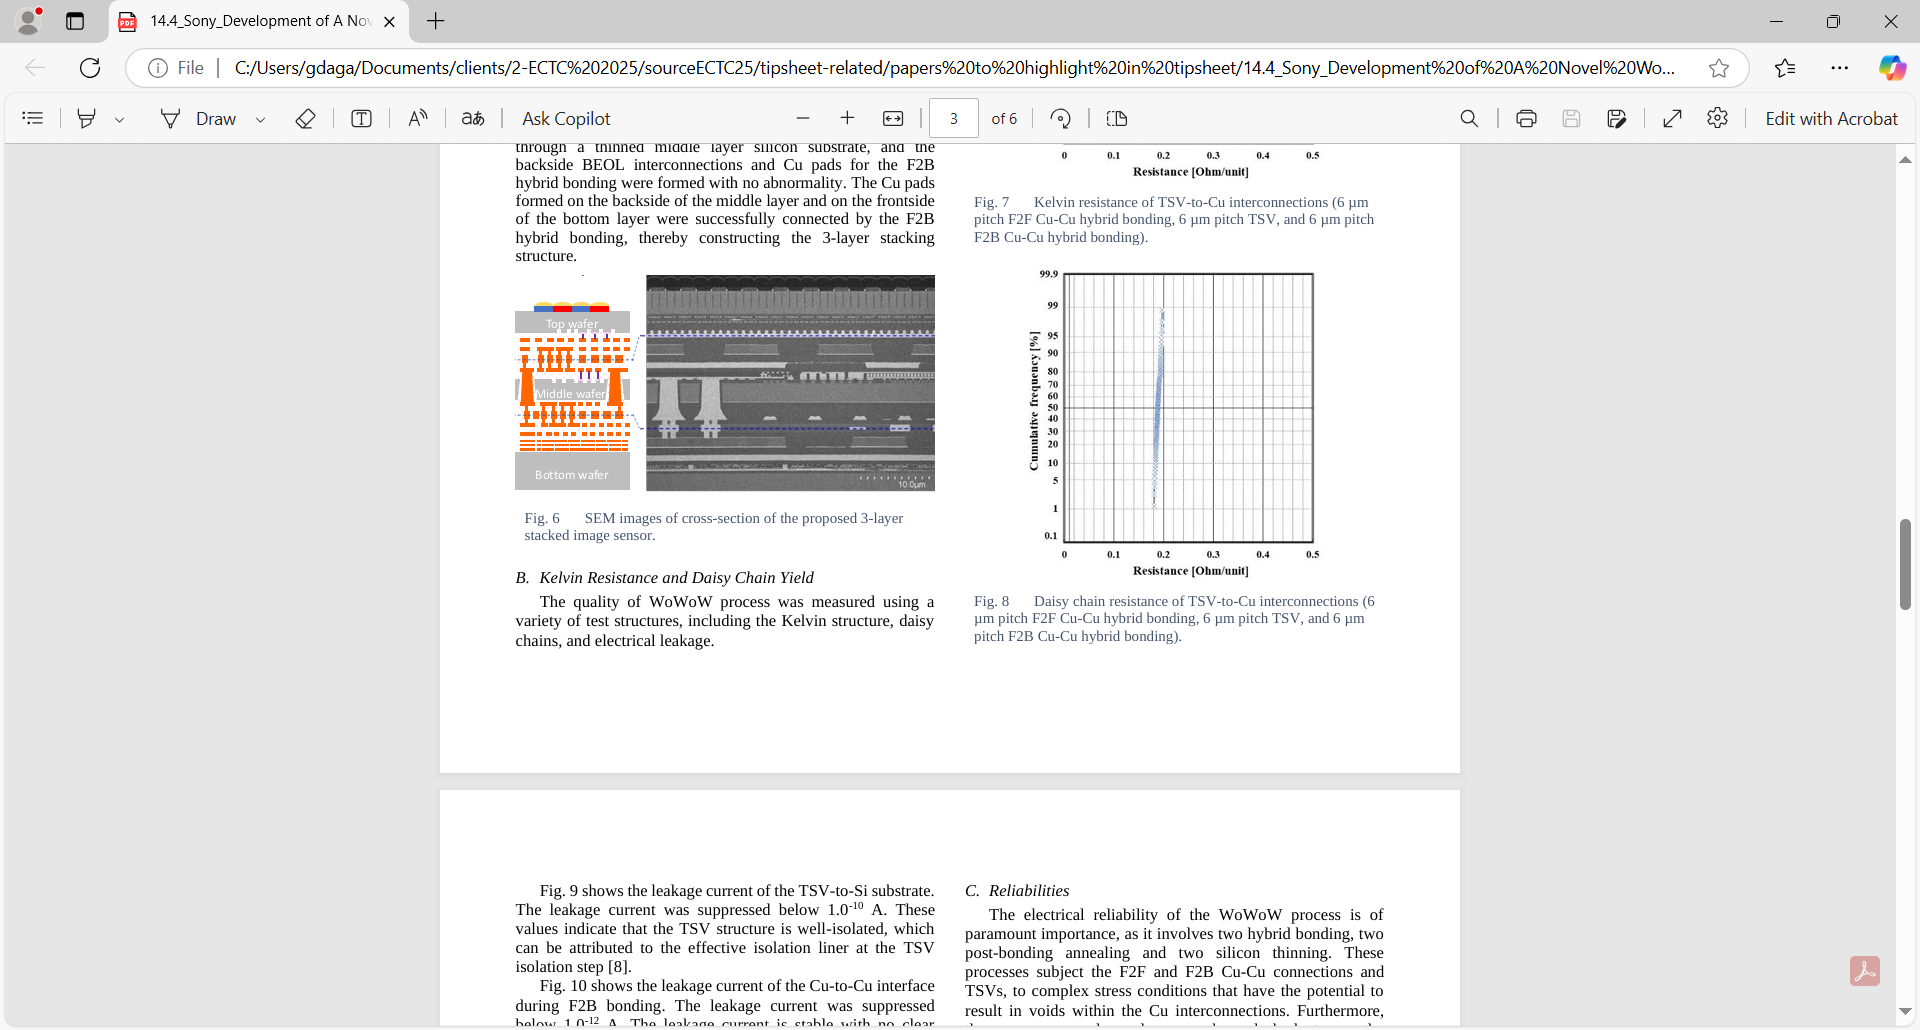 14.4_Sony_Development of A Nov
File
C:/Users/gdaga/Documents/clients/2-ECTC%202025/sourceECTC25/tipsheet-related/papers%20to%20highlight%20in%20tipsheet/14.4_Sony_Development%20of%20A%20Novel%20Wo...
Draw
aあ
Ask Copilot
3
of 6
Edit with Acrobat
through a thinned middle layer silicon substrate, and the
backside BEOL interconnections and Cu pads for the F2B
hybrid bonding were formed with no abnormality. The Cu pads
formed on the backside of the middle layer and on the frontside
of the bottom layer were successfully connected by the F2B
hybrid bonding, thereby constructing the 3-layer stacking
structure.
Top wafer
Middle wafer
Bottom wafer
10.0μm
Fig. 6 SEM images of cross-section of the proposed 3-layer
stacked image sensor.
B. Kelvin Resistance and Daisy Chain Yield
The quality of WoWoW process was measured using a
variety of test structures, including the Kelvin structure, daisy
chains, and electrical leakage.
0 0.1 0.2 0.3 0.4 0.5
Resistance [Ohm/unit]
Fig. 7 Kelvin resistance of TSV-to-Cu interconnections (6 μm
pitch F2F Cu-Cu hybrid bonding, 6 μm pitch TSV, and 6 μm pitch
F2B Cu-Cu hybrid bonding).
Cumulative frequency [%]
99.9
99
95
90
80
70
60
50
40
30
20
10
5
1
0.1
0 0.1 0.2 0.3 0.4 0.5
Resistance [Ohm/unit]
Fig. 8 Daisy chain resistance of TSV-to-Cu interconnections (6
μm pitch F2F Cu-Cu hybrid bonding, 6 μm pitch TSV, and 6 μm
pitch F2B Cu-Cu hybrid bonding).
Fig. 9 shows the leakage current of the TSV-to-Si substrate.
The leakage current was suppressed below 1.0⁻¹⁰ A. These
values indicate that the TSV structure is well-isolated, which
can be attributed to the effective isolation liner at the TSV
isolation step [8].
Fig. 10 shows the leakage current of the Cu-to-Cu interface
during F2B bonding. The leakage current was suppressed
below 1.0⁻¹² A. The leakage current is stable with no clear
C. Reliabilities
The electrical reliability of the WoWoW process is of
paramount importance, as it involves two hybrid bonding, two
post-bonding annealing and two silicon thinning. These
processes subject the F2F and F2B Cu-Cu connections and
TSVs, to complex stress conditions that have the potential to
result in voids within the Cu interconnections. Furthermore,